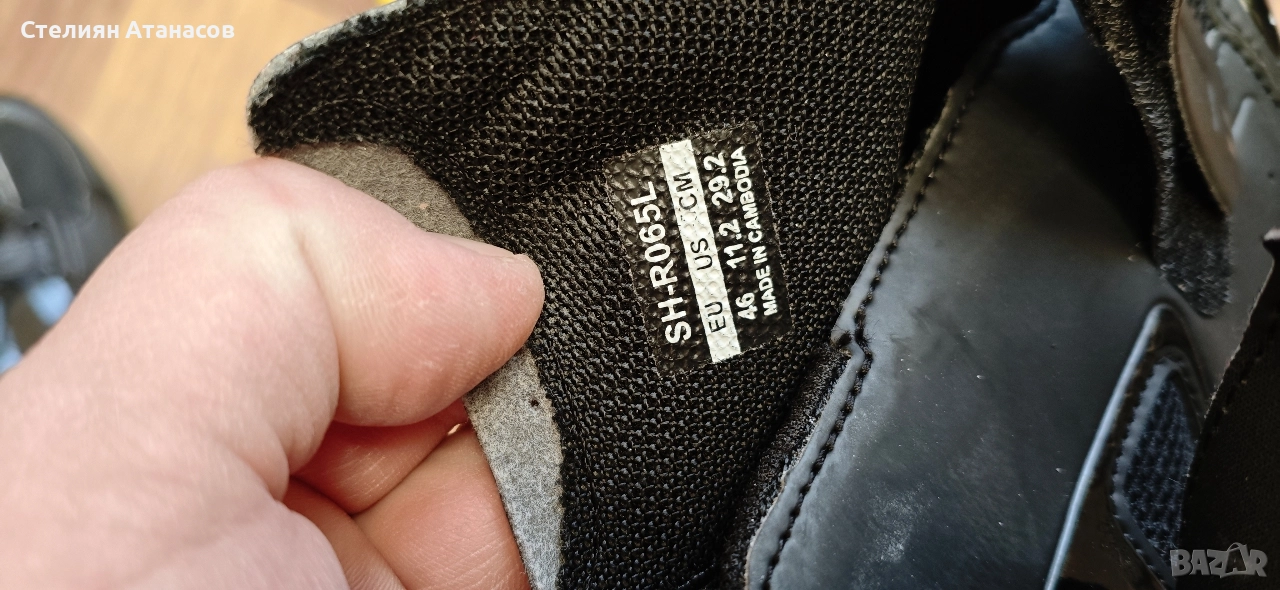 Стелиян Атанасов
SH-R065L
EU US CM
46 11.2 29.2
MADE IN CAMBODIA
BAZAR